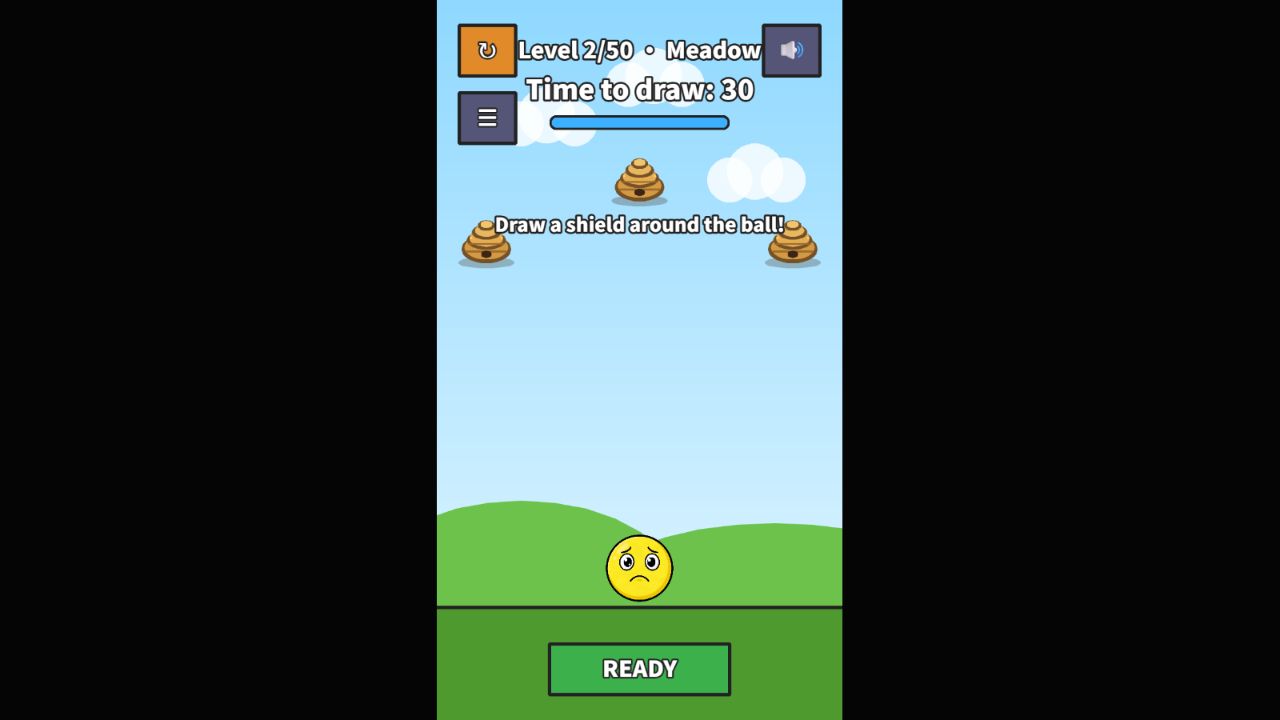 Level 2/50 • Meadow
Time to draw: 30
Draw a shield around the ball!
READY